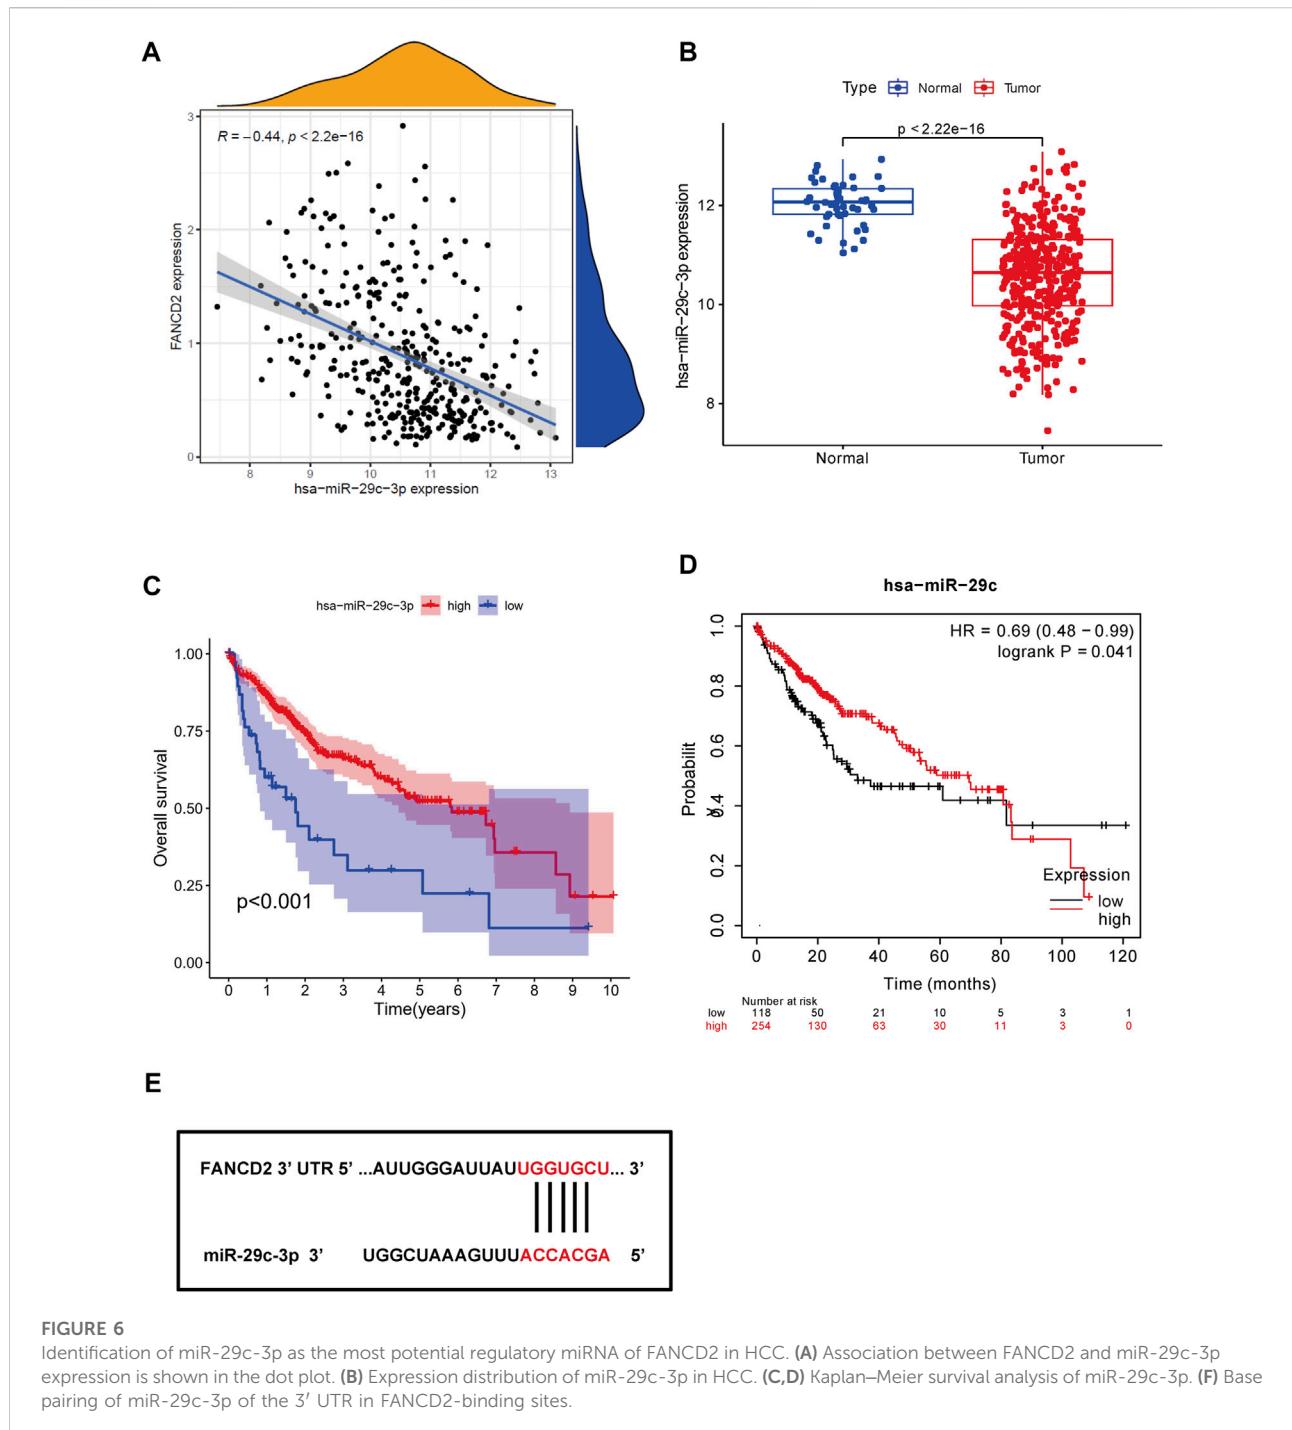 A
R = −0.44, p < 2.2e−16
3
2
1
0
FANCD2 expression
8 9 10 11 12 13
hsa−miR−29c−3p expression
B
Type Normal Tumor
p < 2.22e−16
12
10
8
hsa−miR−29c−3p expression
Normal Tumor
C
hsa-miR-29c-3p high low
1.00
0.75
0.50
0.25
0.00
Overall survival
p<0.001
0 1 2 3 4 5 6 7 8 9 10
Time(years)
D
hsa−miR−29c
HR = 0.69 (0.48 − 0.99)
logrank P = 0.041
1.0
0.8
0.6
0.4
0.2
0.0
Probability
Expression
low
high
0 20 40 60 80 100 120
Time (months)
Number at risk
low 118 50 21 10 5 3 1
high 254 130 63 30 11 3 0
E
FANCD2 3’ UTR 5’ ...AUUGGGAUUAUUGGUGCU... 3’
miR-29c-3p 3’ UGGCUAAAGUUUACCACGA 5’
FIGURE 6
Identification of miR-29c-3p as the most potential regulatory miRNA of FANCD2 in HCC. (A) Association between FANCD2 and miR-29c-3p
expression is shown in the dot plot. (B) Expression distribution of miR-29c-3p in HCC. (C,D) Kaplan–Meier survival analysis of miR-29c-3p. (F) Base
pairing of miR-29c-3p of the 3′ UTR in FANCD2-binding sites.